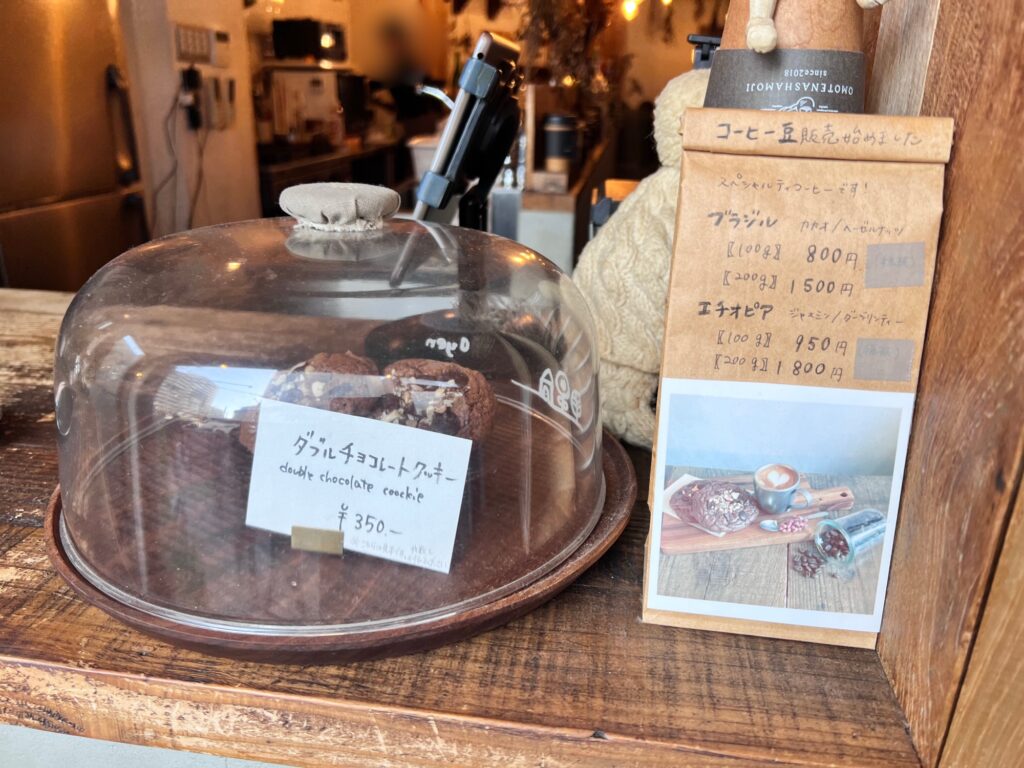 ダブルチョコレートクッキー
double chocolate coockie
¥350.-
Oyen
OMOTENASHAMOJI
since2018
コーヒー豆販売始めました
スペシャルティコーヒーです!
ブラジル カカオ/ヘーゼルナッツ
【100g】 800円
【200g】 1500円
エチオピア ジャスミン/ダージリンティー
【100g】 950円
【200g】 1800円